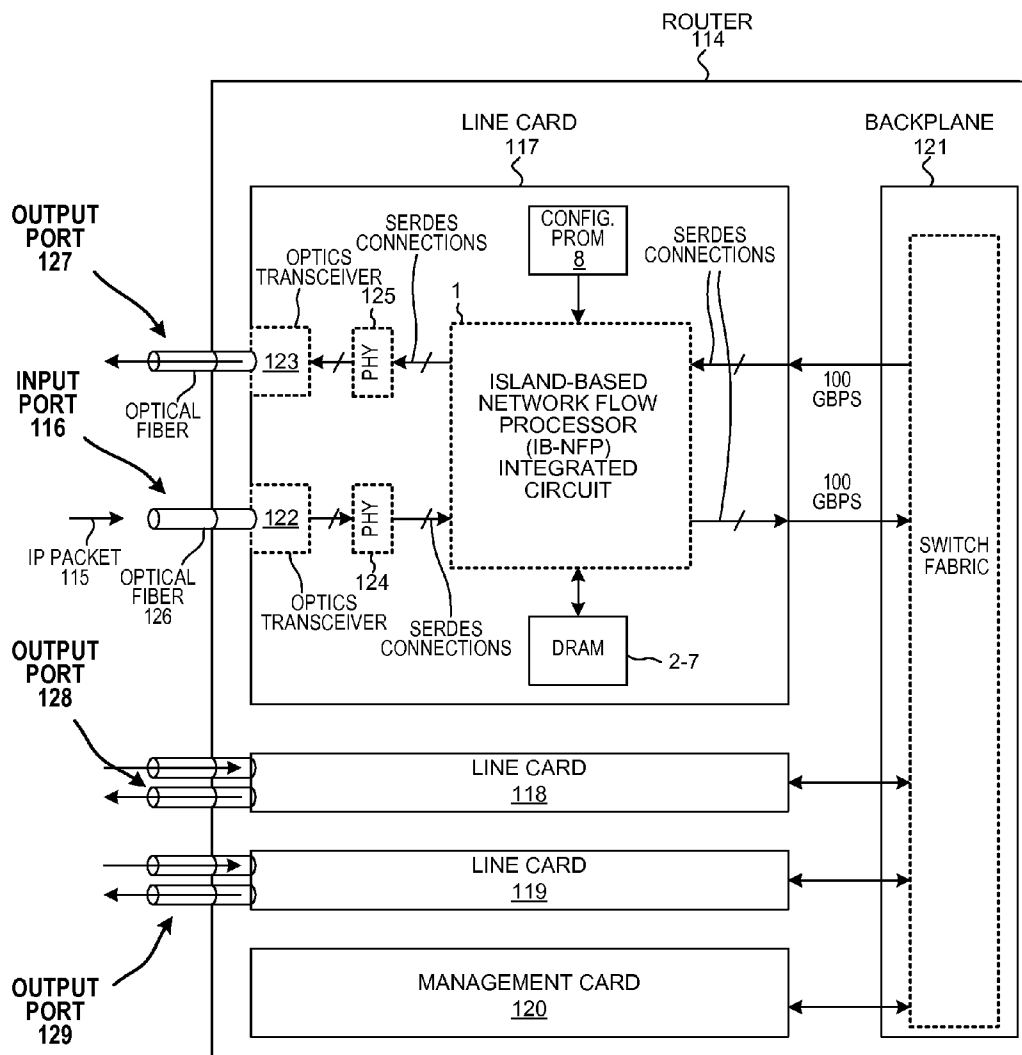 ROUTER
114
LINE CARD
117
BACKPLANE
121
OUTPUT
PORT
127
SERDES
CONNECTIONS
OPTICS
TRANSCEIVER
125
CONFIG.
PROM
8
SERDES
CONNECTIONS
1
123
PHY
ISLAND-BASED
NETWORK FLOW
PROCESSOR
(IB-NFP)
INTEGRATED
CIRCUIT
100
GBPS
INPUT
PORT
116
OPTICAL
FIBER
122
PHY
100
GBPS
SWITCH
FABRIC
IP PACKET
115
OPTICAL
FIBER
126
124
OPTICS
TRANSCEIVER
SERDES
CONNECTIONS
DRAM
2-7
OUTPUT
PORT
128
LINE CARD
118
LINE CARD
119
OUTPUT
PORT
129
MANAGEMENT CARD
120